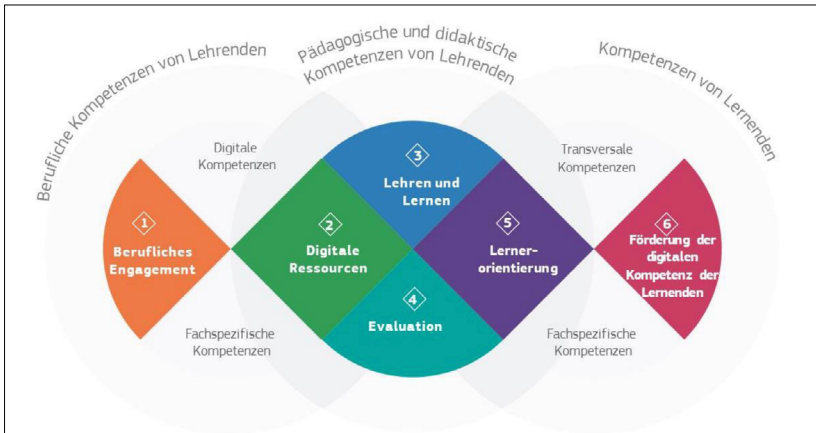 Berufliche Kompetenzen von Lehrenden
Pädagogische und didaktische
Kompetenzen von Lehrenden
Kompetenzen von Lernenden
Digitale
Kompetenzen
Transversale
Kompetenzen
1
Berufliches
Engagement
2
Digitale
Ressourcen
3
Lehren und
Lernen
4
Evaluation
5
Lerner-
orientierung
6
Förderung der
digitalen
Kompetenz der
Lernenden
Fachspezifische
Kompetenzen
Fachspezifische
Kompetenzen